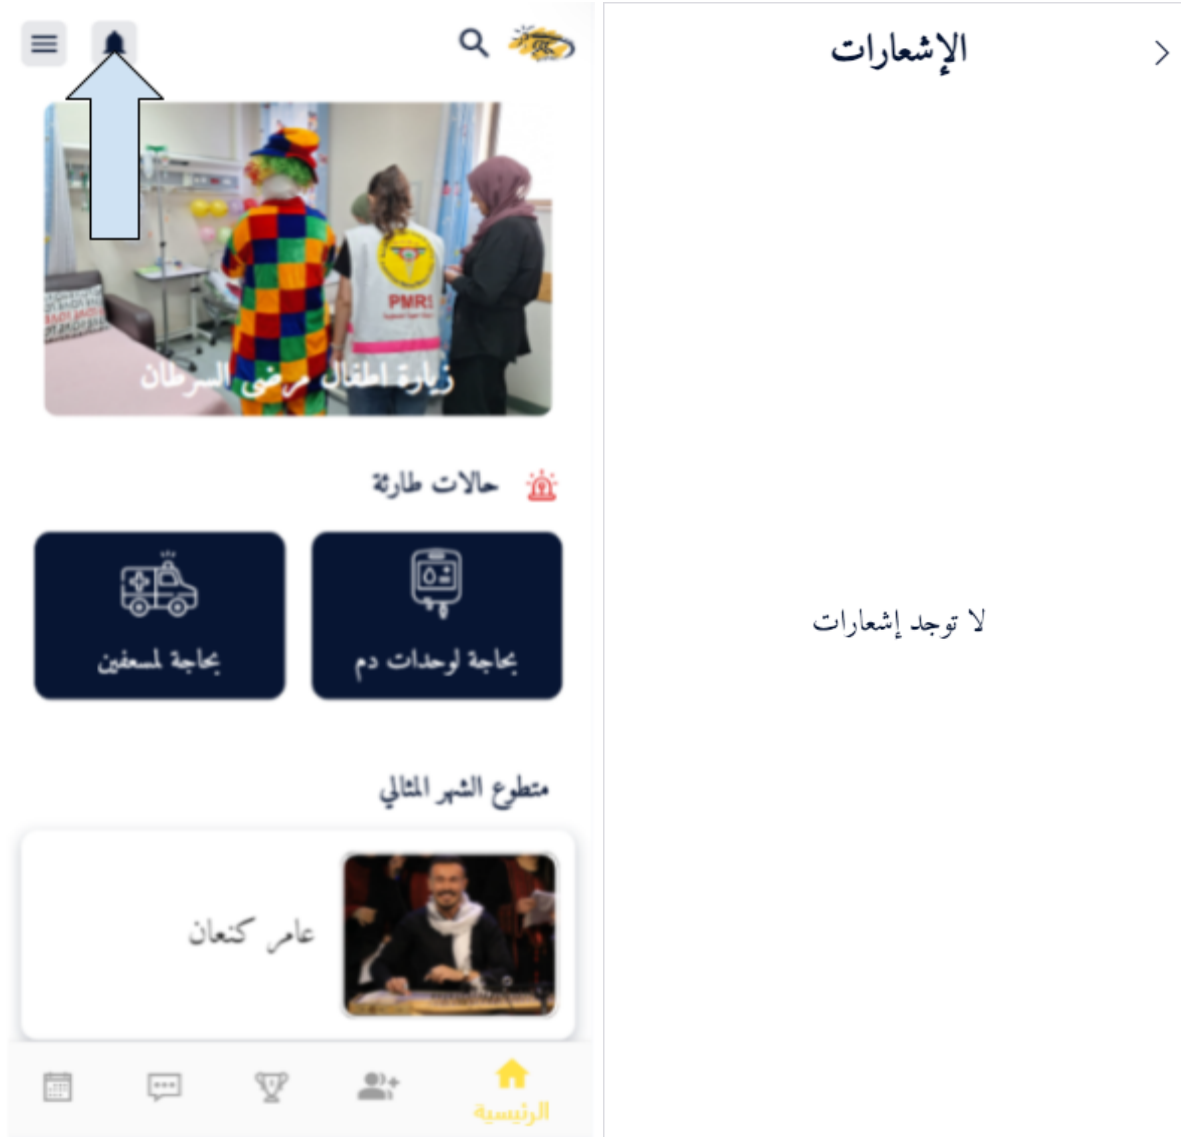 زيارة اطفال مرضى السرطان
حالات طارئة
بحاجة لوحدات دم
بحاجة لمسعفين
متطوع الشهر المثالي
عامر كنعان
الرئيسية
PMRS
الإشعارات
لا توجد إشعارات